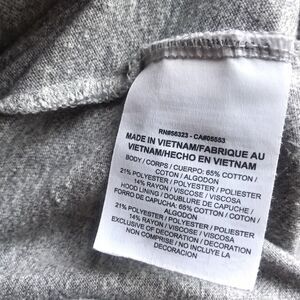 RN#56323 - CA#05553
MADE IN VIETNAM/FABRIQUE AU
VIETNAM/HECHO EN VIETNAM
BODY / CORPS / CUERPO: 65% COTTON /
COTON / ALGODON
21% POLYESTER / POLYESTER / POLIESTER
14% RAYON / VISCOSE / VISCOSA
HOOD LINING / DOUBLURE DE CAPUCHE /
FORRO DE CAPUCHA: 65% COTTON / COTON /
ALGODON
21% POLYESTER / POLYESTER / POLIESTER
14% RAYON / VISCOSE / VISCOSA
EXCLUSIVE OF DECORATION / DECORATION
NON COMPRISE / NO INCLUYE LA
DECORACION